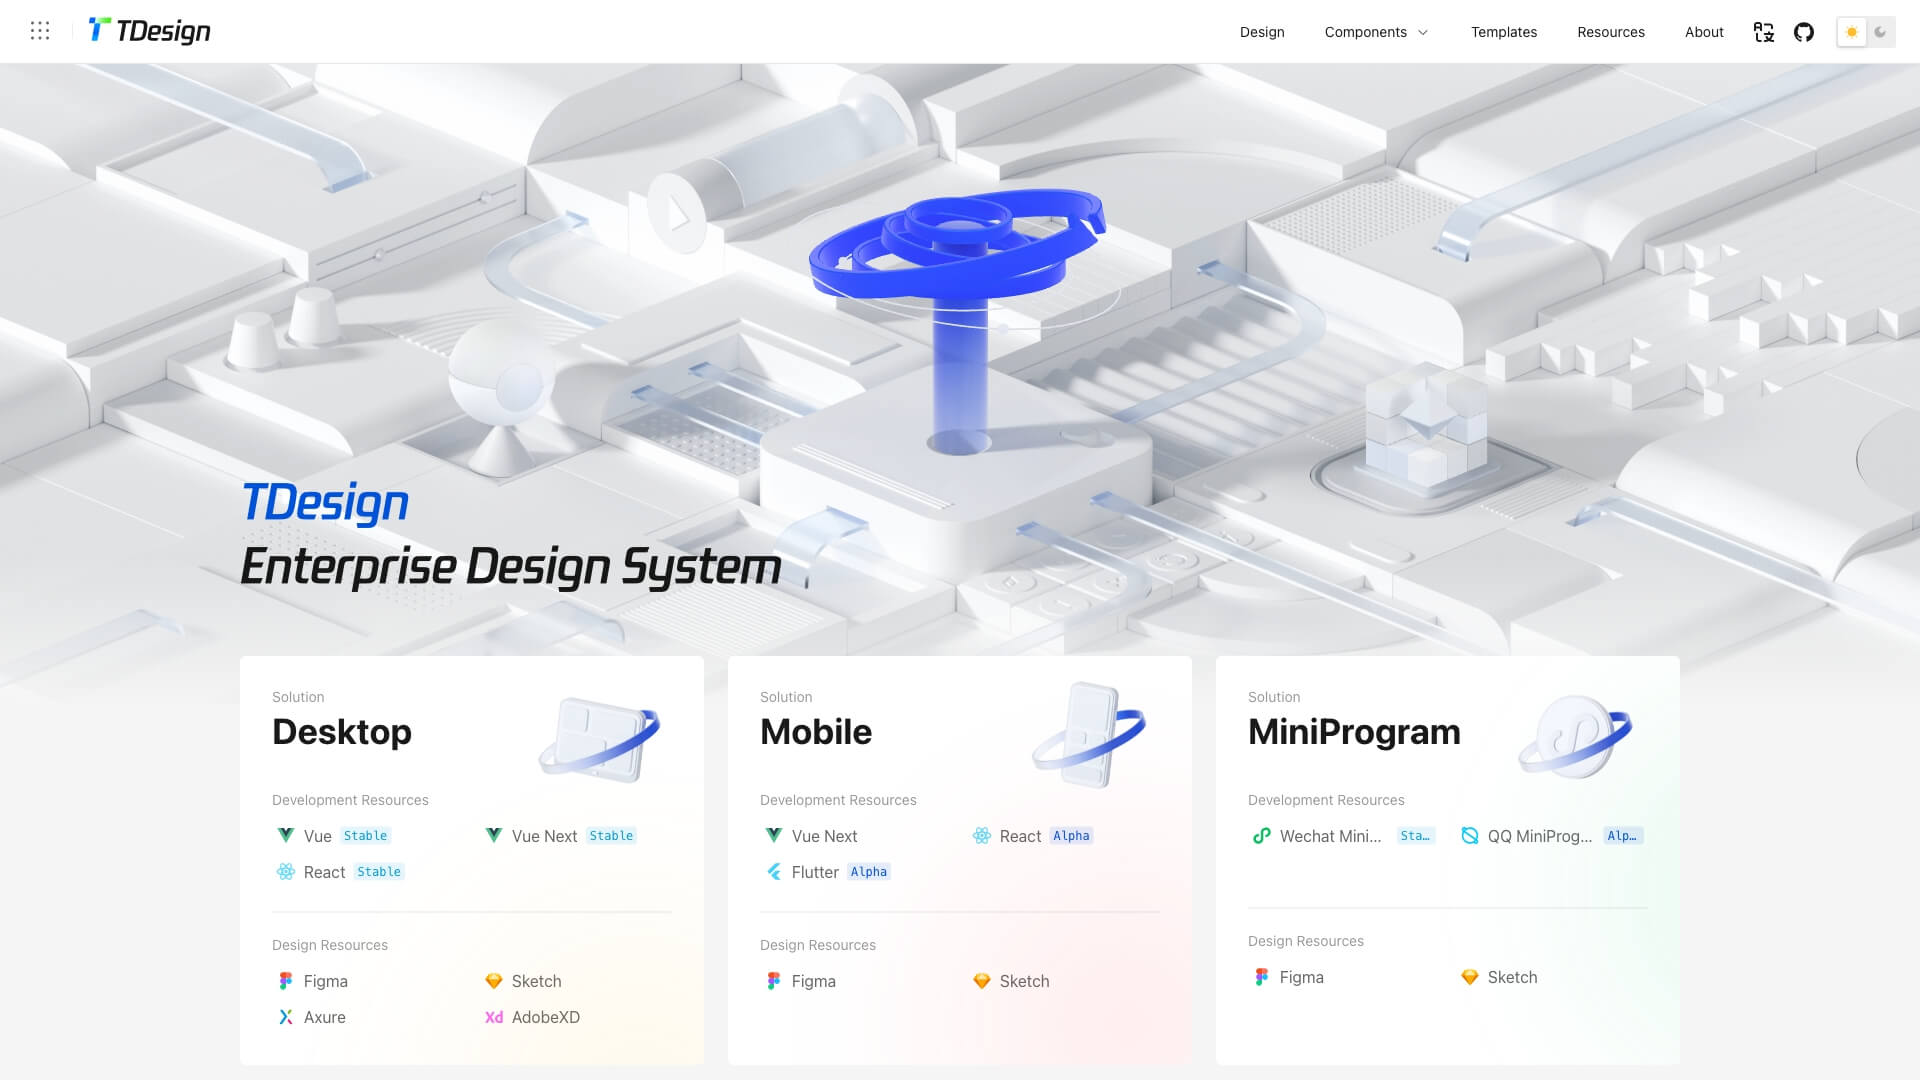 TDesign
Design Components Templates Resources About
TDesign
Enterprise Design System
Solution
Desktop
Development Resources
Vue Stable Vue Next Stable
React Stable
Design Resources
Figma Sketch
Axure Xd AdobeXD
Solution
Mobile
Development Resources
Vue Next React Alpha
Flutter Alpha
Design Resources
Figma Sketch
Solution
MiniProgram
Development Resources
Wechat Mini... Sta... QQ MiniProg... Alp...
Design Resources
Figma Sketch